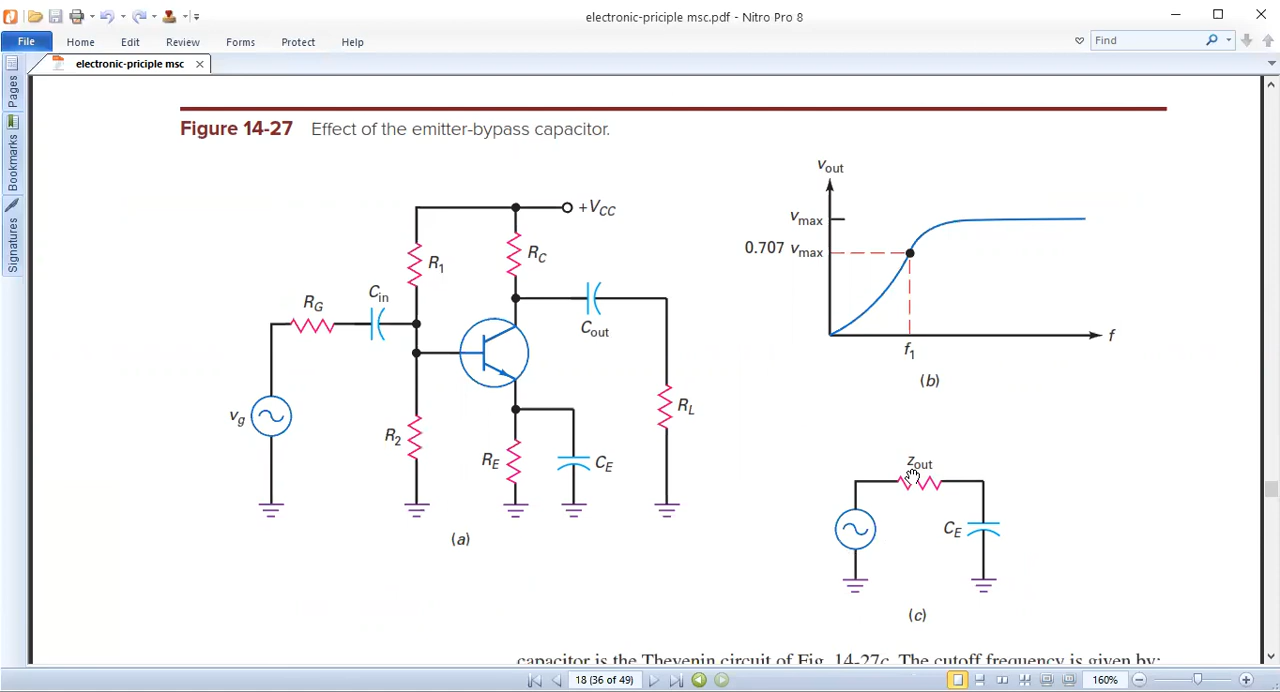 electronic-priciple msc.pdf - Nitro Pro 8
File Home Edit Review Forms Protect Help
Find
electronic-priciple msc
Pages
Bookmarks
Signatures
Figure 14-27 Effect of the emitter-bypass capacitor.
+VCC
R1
RC
Cin
RG
Cout
vg
R2
RE
CE
RL
(a)
vout
vmax
0.707 vmax
f
f1
(b)
zout
CE
(c)
capacitor is the Thevenin circuit of Fig. 14-27c. The cutoff frequency is given by:
18 (36 of 49)
160%